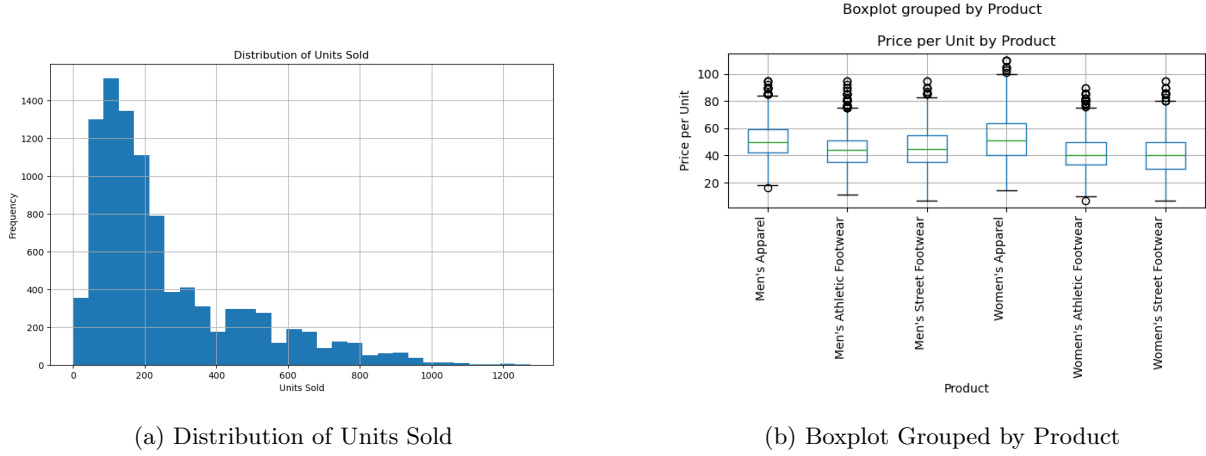 Distribution of Units Sold
Frequency
1400
1200
1000
800
600
400
200
0
0 200 400 600 800 1000 1200
Units Sold
(a) Distribution of Units Sold
Boxplot grouped by Product
Price per Unit by Product
Price per Unit
100
80
60
40
20
Men's Apparel
Men's Athletic Footwear
Men's Street Footwear
Women's Apparel
Women's Athletic Footwear
Women's Street Footwear
Product
(b) Boxplot Grouped by Product